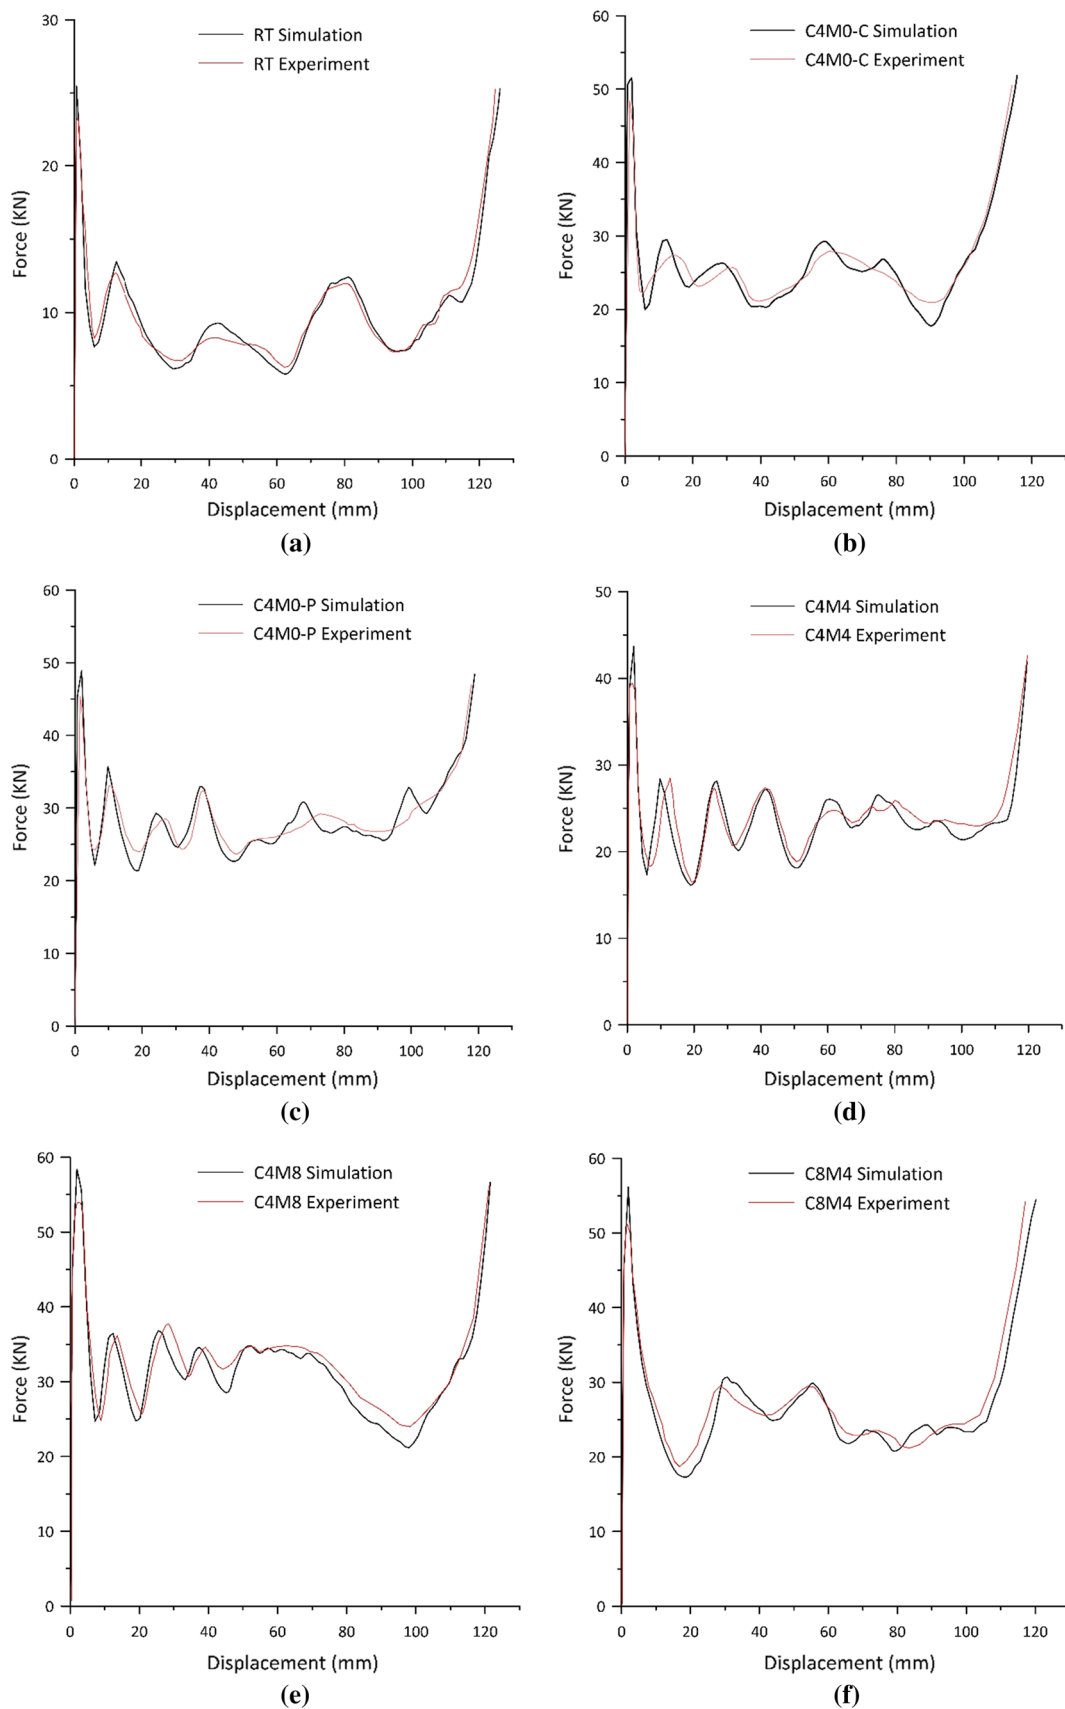 RT Simulation
RT Experiment
30
20
10
0
Force (KN)
0 20 40 60 80 100 120
Displacement (mm)
(a)
C4M0-C Simulation
C4M0-C Experiment
60
50
40
30
20
10
0
Force (KN)
0 20 40 60 80 100 120
Displacement (mm)
(b)
C4M0-P Simulation
C4M0-P Experiment
60
50
40
30
20
10
0
Force (KN)
0 20 40 60 80 100 120
Displacement (mm)
(c)
C4M4 Simulation
C4M4 Experiment
50
40
30
20
10
0
Force (KN)
0 20 40 60 80 100 120
Displacement (mm)
(d)
C4M8 Simulation
C4M8 Experiment
60
50
40
30
20
10
0
Force (KN)
0 20 40 60 80 100 120
Displacement (mm)
(e)
C8M4 Simulation
C8M4 Experiment
60
50
40
30
20
10
0
Force (KN)
0 20 40 60 80 100 120
Displacement (mm)
(f)